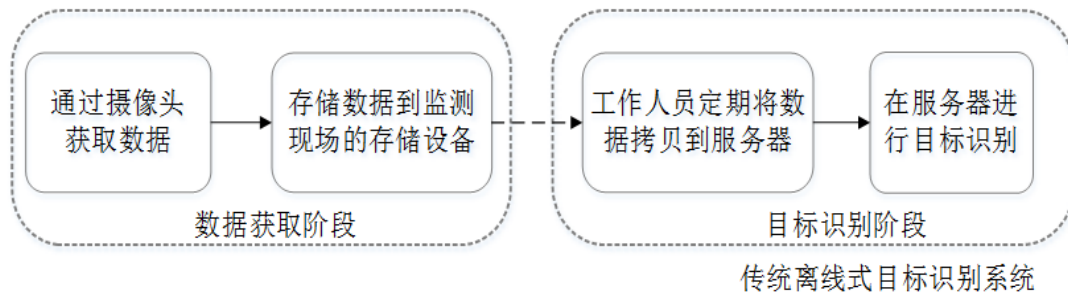 通过摄像头
获取数据
存储数据到监测
现场的存储设备
工作人员定期将数
据拷贝到服务器
在服务器进
行目标识别
数据获取阶段
目标识别阶段
传统离线式目标识别系统